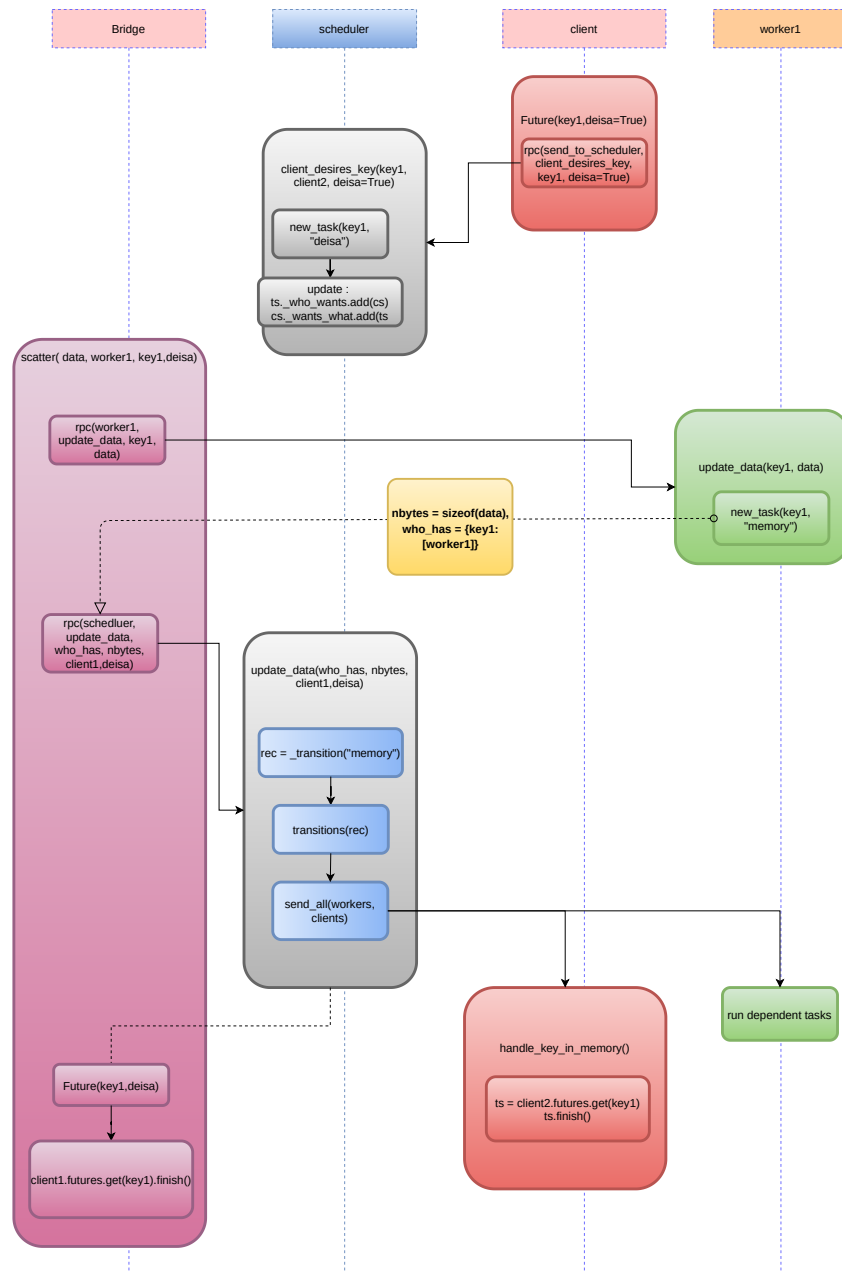 Bridge
scheduler
client
worker1
Future(key1,deisa=True)
rpc(send_to_scheduler,
client_desires_key,
key1, deisa=True)
client_desires_key(key1,
client2, deisa=True)
new_task(key1,
"deisa")
update :
ts._who_wants.add(cs)
cs._wants_what.add(ts
scatter( data, worker1, key1,deisa)
rpc(worker1,
update_data, key1,
data)
update_data(key1, data)
new_task(key1,
"memory")
nbytes = sizeof(data),
who_has = {key1:
[worker1]}
rpc(schedluer,
update_data,
who_has, nbytes,
client1,deisa)
update_data(who_has, nbytes,
client1,deisa)
rec = _transition("memory")
transitions(rec)
send_all(workers,
clients)
run dependent tasks
handle_key_in_memory()
ts = client2.futures.get(key1)
ts.finish()
Future(key1,deisa)
client1.futures.get(key1).finish()